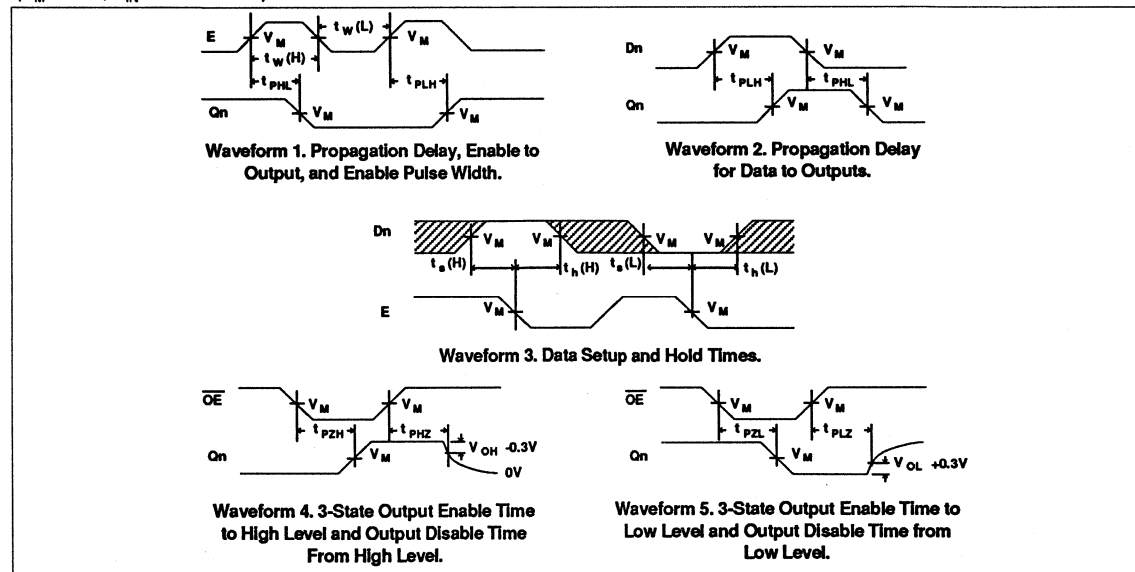 E V M t w (L) V M
t w (H)
t PHL t PLH
Qn V M V M
Waveform 1. Propagation Delay, Enable to
Output, and Enable Pulse Width.
Dn V M V M
t PLH t PHL
Qn V M V M
Waveform 2. Propagation Delay
for Data to Outputs.
Dn V M V M V M V M
t s (H) t h (H) t s (L) t h (L)
E V M V M
Waveform 3. Data Setup and Hold Times.
OE V M V M
t PZH t PHZ
Qn V M V OH -0.3V
0V
Waveform 4. 3-State Output Enable Time
to High Level and Output Disable Time
From High Level.
OE V M V M
t PZL t PLZ
Qn V M V OL +0.3V
Waveform 5. 3-State Output Enable Time to
Low Level and Output Disable Time from
Low Level.